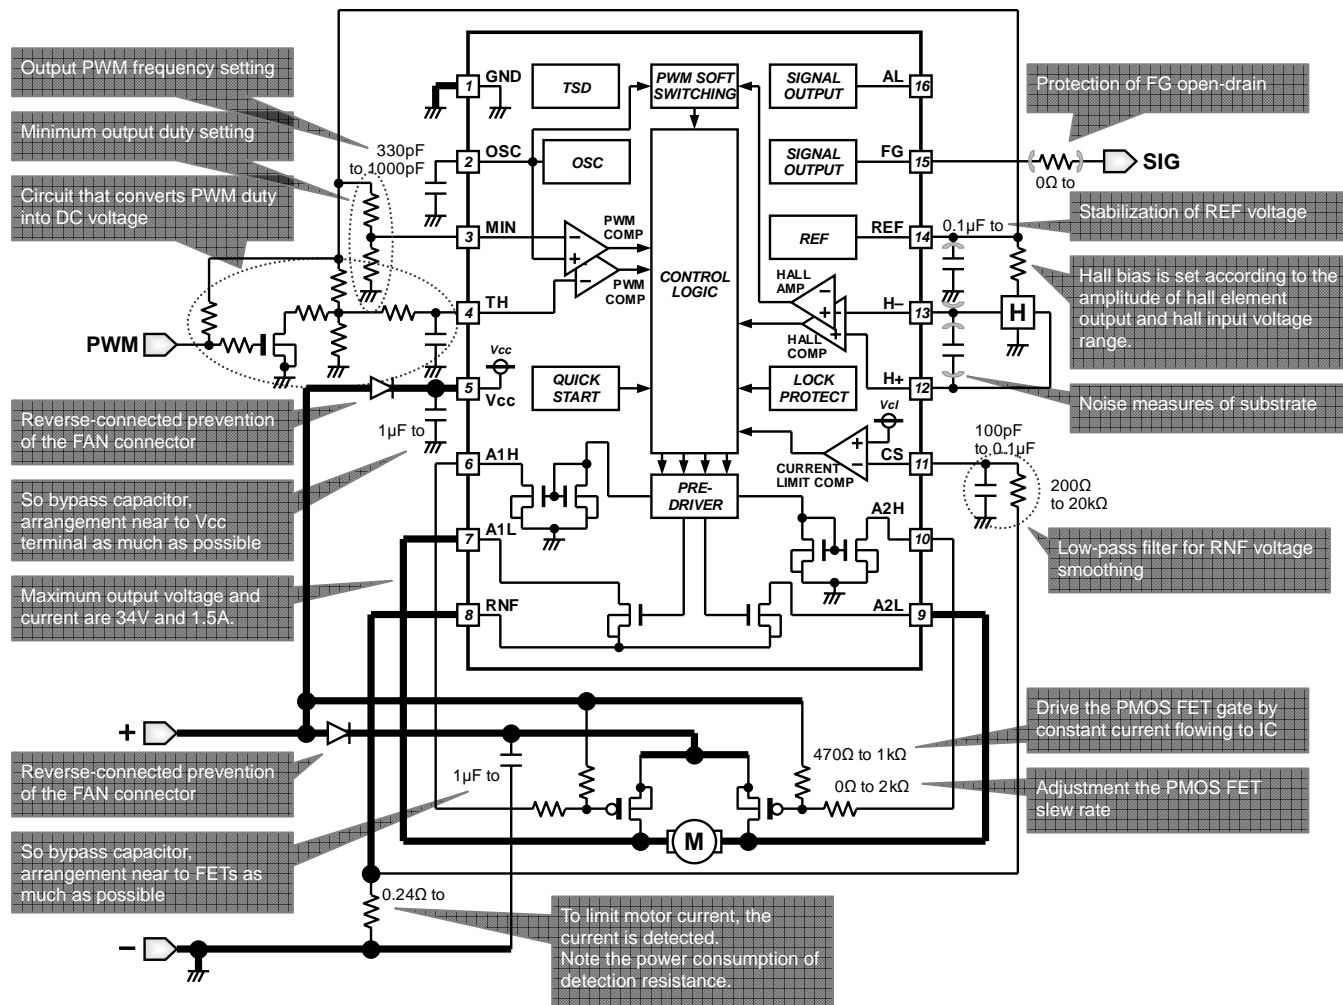 Output PWM frequency setting
Minimum output duty setting
Circuit that converts PWM duty
into DC voltage
330pF
to 1000pF
PWM
Reverse-connected prevention
of the FAN connector
1µF to
So bypass capacitor,
arrangement near to Vcc
terminal as much as possible
Maximum output voltage and
current are 34V and 1.5A.
1
GND
2
OSC
3
MIN
4
TH
5
Vcc
Vcc
6
A1H
7
A1L
8
RNF
TSD
OSC
PWM SOFT
SWITCHING
SIGNAL
OUTPUT
AL
16
SIGNAL
OUTPUT
FG
15
REF
REF
14
PWM
COMP
PWM
COMP
CONTROL
LOGIC
HALL
AMP
HALL
COMP
H–
13
H+
12
QUICK
START
LOCK
PROTECT
Vcl
CURRENT
LIMIT COMP
CS
11
PRE-
DRIVER
A2H
10
A2L
9
Protection of FG open-drain
SIG
0Ω to
0.1µF to
Stabilization of REF voltage
H
Hall bias is set according to the
amplitude of hall element
output and hall input voltage
range.
Noise measures of substrate
100pF
to 0.1µF
200Ω
to 20kΩ
Low-pass filter for RNF voltage
smoothing
+
Reverse-connected prevention
of the FAN connector
1µF to
So bypass capacitor,
arrangement near to FETs as
much as possible
M
470Ω to 1kΩ
0Ω to 2kΩ
Drive the PMOS FET gate by
constant current flowing to IC
Adjustment the PMOS FET
slew rate
0.24Ω to
–
To limit motor current, the
current is detected.
Note the power consumption of
detection resistance.